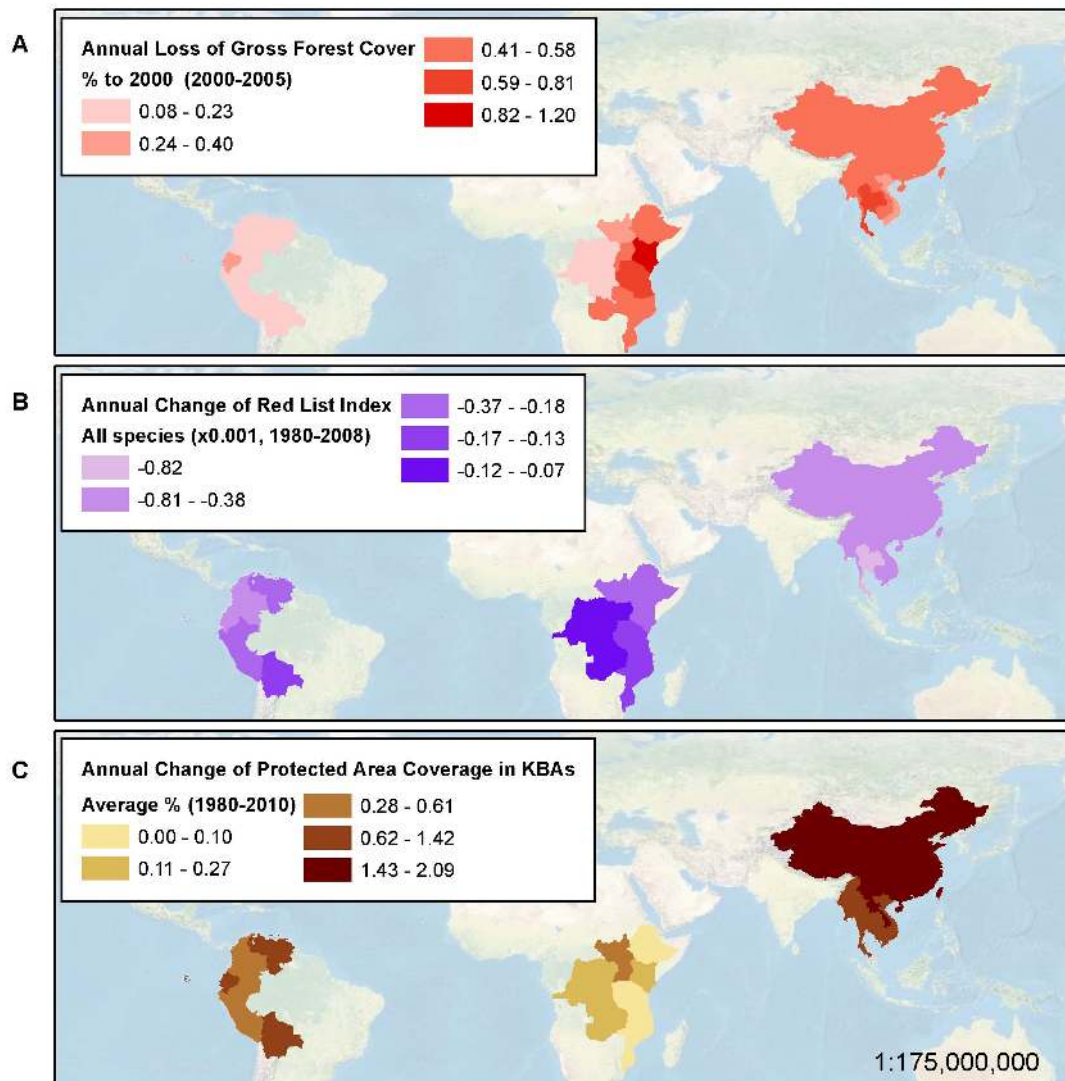 A
Annual Loss of Gross Forest Cover
% to 2000 (2000-2005)
0.08 - 0.23
0.24 - 0.40
0.41 - 0.58
0.59 - 0.81
0.82 - 1.20
B
Annual Change of Red List Index
All species (x0.001, 1980-2008)
-0.82
-0.81 - -0.38
-0.37 - -0.18
-0.17 - -0.13
-0.12 - -0.07
C
Annual Change of Protected Area Coverage in KBAs
Average % (1980-2010)
0.00 - 0.10
0.11 - 0.27
0.28 - 0.61
0.62 - 1.42
1.43 - 2.09
1:175,000,000